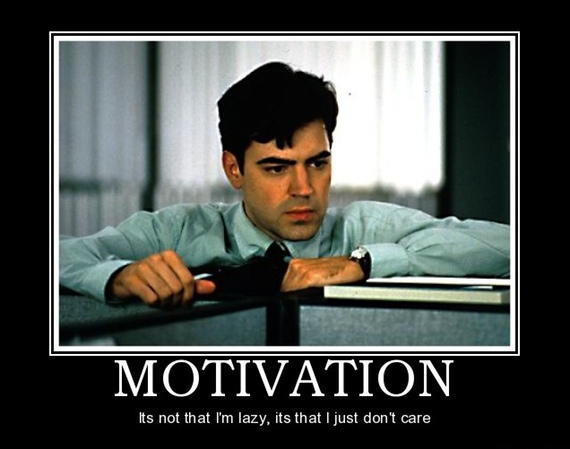 MOTIVATION
Its not that I'm lazy, its that I just don't care